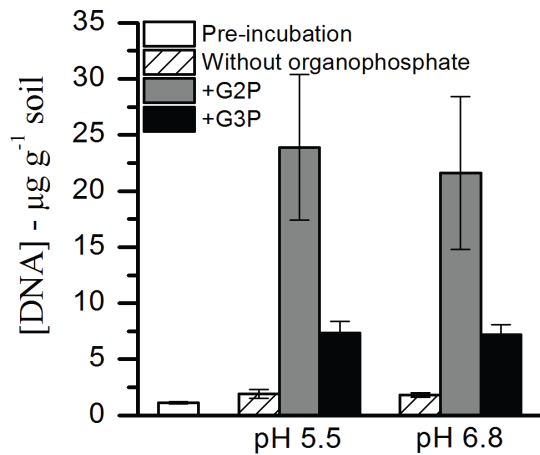 35
30
25
20
15
10
5
0
[DNA] - µg g⁻¹ soil
Pre-incubation
Without organophosphate
+G2P
+G3P
pH 5.5 pH 6.8